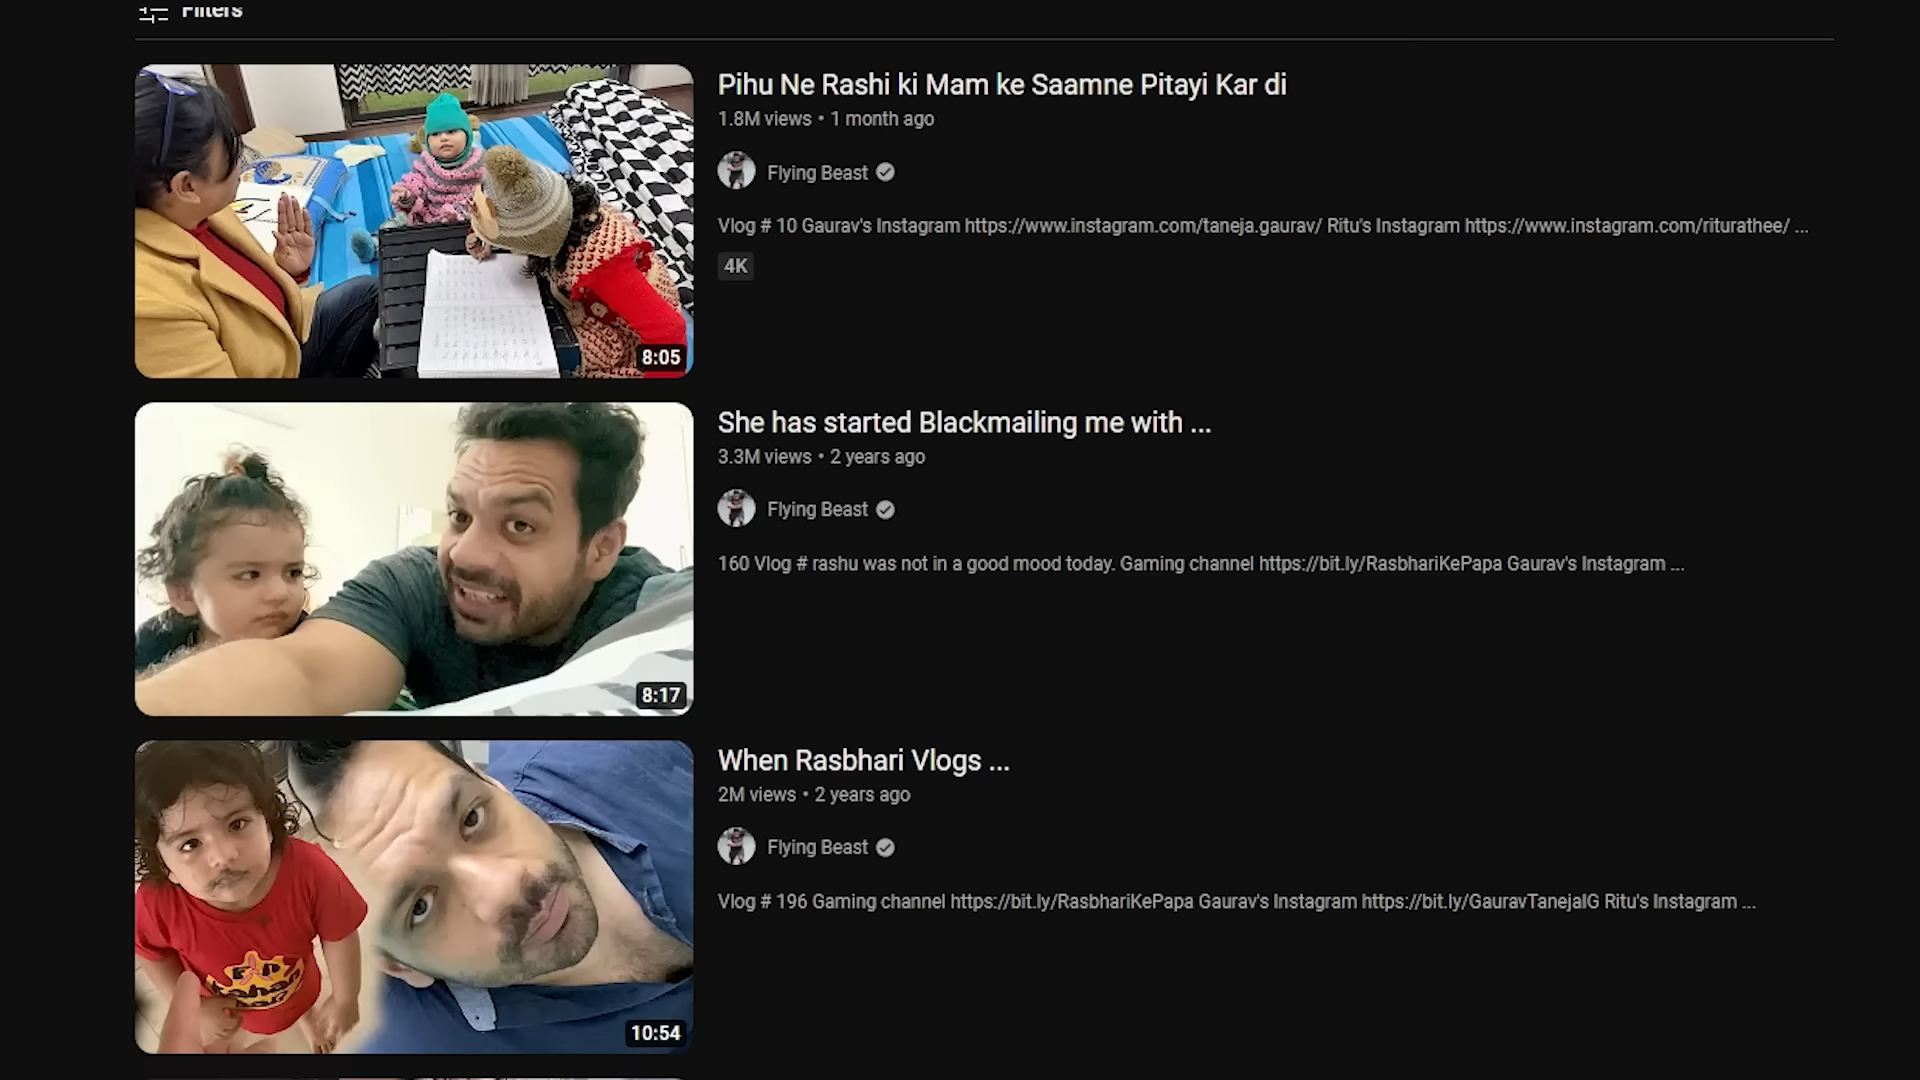 Filters
Pihu Ne Rashi ki Mam ke Saamne Pitayi Kar di
1.8M views • 1 month ago
Flying Beast
Vlog # 10 Gaurav's Instagram https://www.instagram.com/taneja.gaurav/ Ritu's Instagram https://www.instagram.com/riturathee/ ...
4K
8:05
She has started Blackmailing me with ...
3.3M views • 2 years ago
Flying Beast
160 Vlog # rashu was not in a good mood today. Gaming channel https://bit.ly/RasbhariKePapa Gaurav's Instagram ...
8:17
When Rasbhari Vlogs ...
2M views • 2 years ago
Flying Beast
Vlog # 196 Gaming channel https://bit.ly/RasbhariKePapa Gaurav's Instagram https://bit.ly/GauravTanejaIG Ritu's Instagram ...
10:54